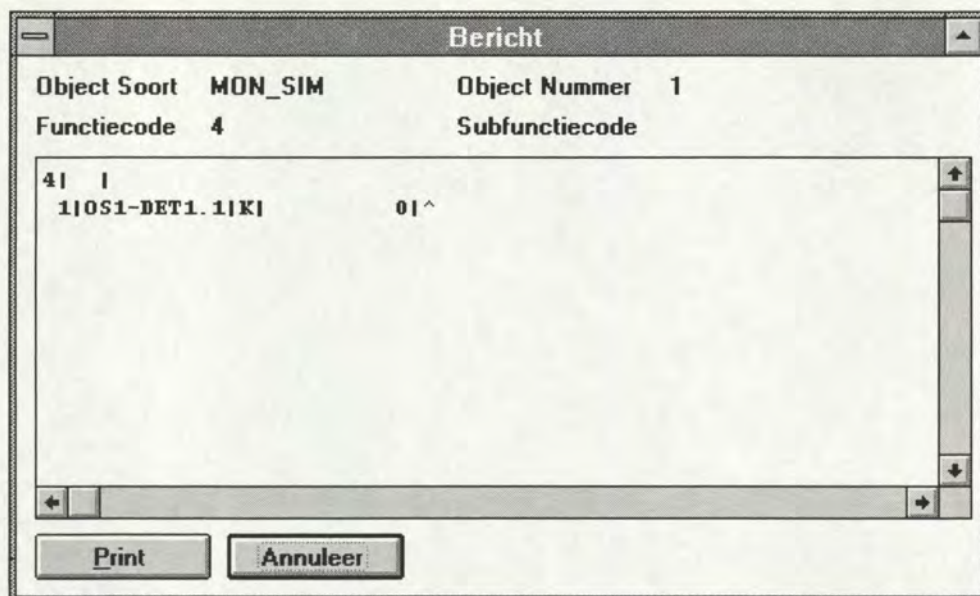 Bericht
Object Soort MON_SIM Object Nummer 1
Functiecode 4 Subfunctiecode
4| |
1|OS1-DET1.1|K| 0|^
Print Annuleer